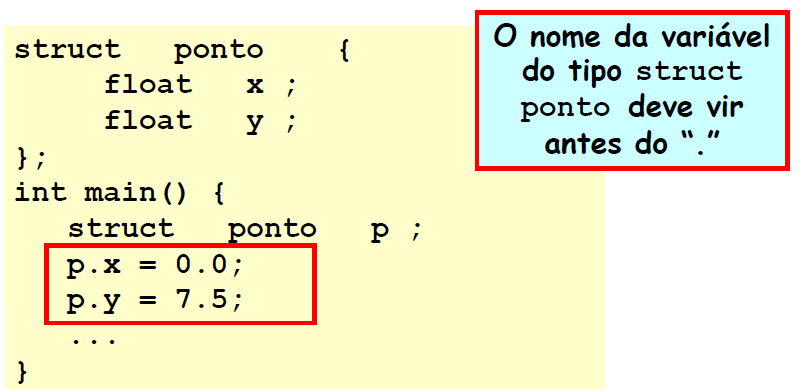 struct ponto {
float x ;
float y ;
};
int main() {
struct ponto p ;
p.x = 0.0;
p.y = 7.5;
...
}
O nome da variável
do tipo struct
ponto deve vir
antes do “.”